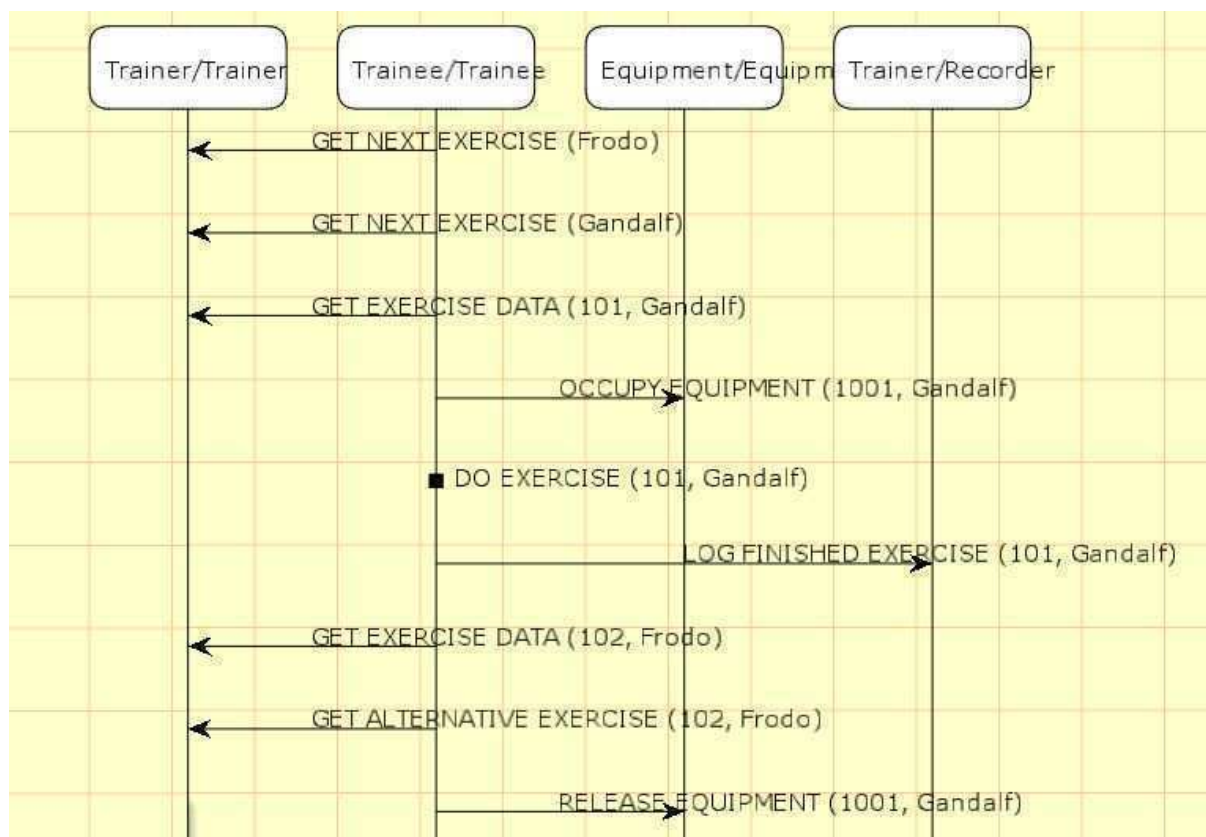 Trainer/Trainer
Trainee/Trainee
Equipment/Equipm
Trainer/Recorder
GET NEXT EXERCISE (Frodo)
GET NEXT EXERCISE (Gandalf)
GET EXERCISE DATA (101, Gandalf)
OCCUPY EQUIPMENT (1001, Gandalf)
DO EXERCISE (101, Gandalf)
LOG FINISHED EXERCISE (101, Gandalf)
GET EXERCISE DATA (102, Frodo)
GET ALTERNATIVE EXERCISE (102, Frodo)
RELEASE EQUIPMENT (1001, Gandalf)